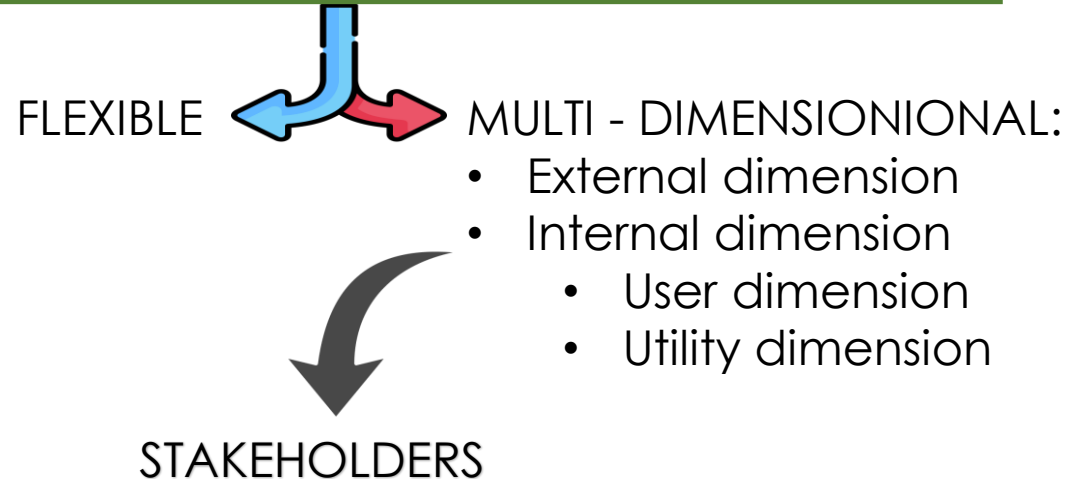 FLEXIBLE
MULTI - DIMENSIONIONAL:
• External dimension
• Internal dimension
• User dimension
• Utility dimension
STAKEHOLDERS